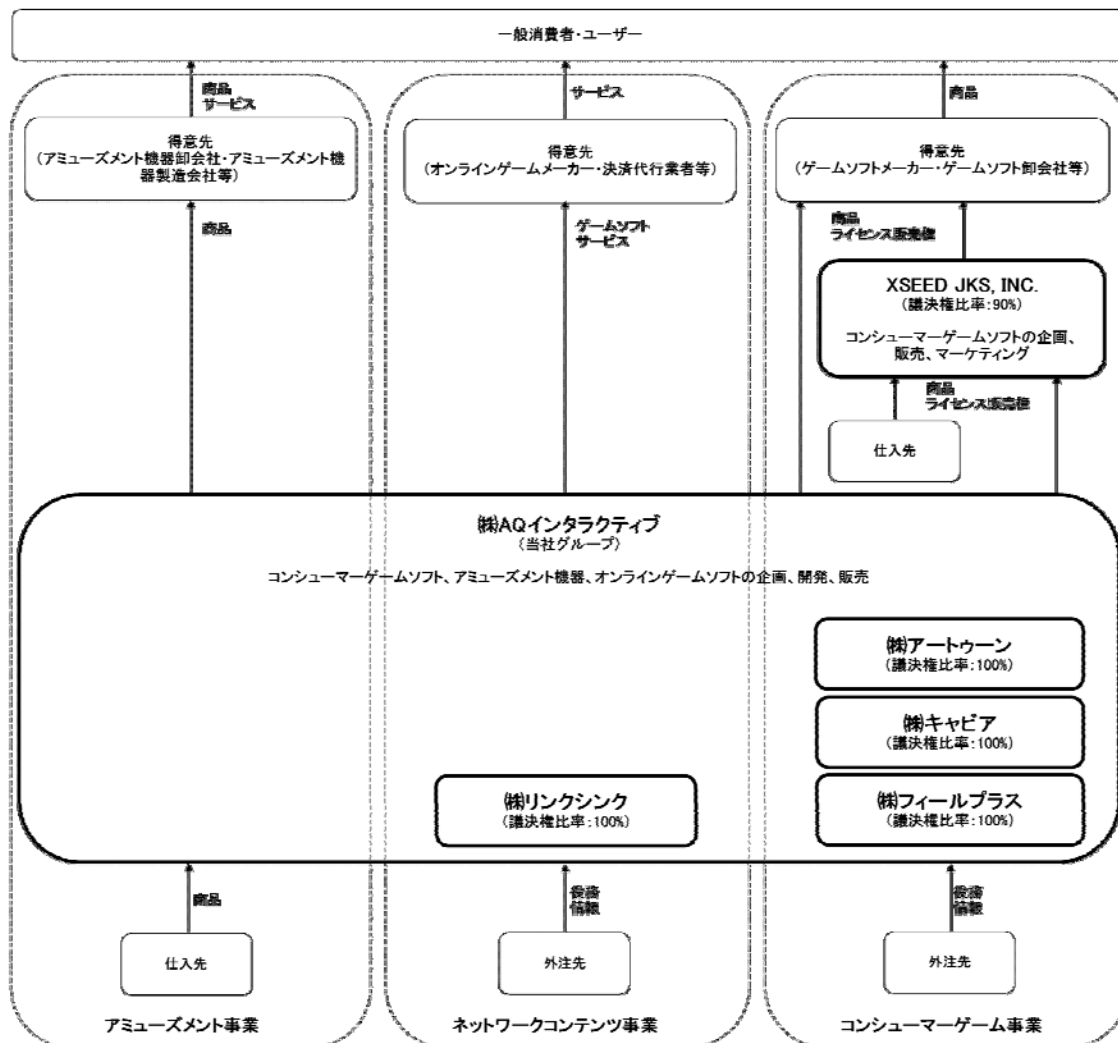 一般消費者・ユーザー
商品
サービス
サービス
商品
得意先
(アミューズメント機器卸会社・アミューズメント機
器製造会社等)
得意先
(オンラインゲームメーカー・決済代行業者等)
得意先
(ゲームソフトメーカー・ゲームソフト卸会社等)
商品
ゲームソフト
サービス
商品
ライセンス販売権
XSEED JKS, INC.
(議決権比率:90%)
コンシューマーゲームソフトの企画、
販売、マーケティング
商品
ライセンス販売権
仕入先
㈱AQインタラクティブ
(当社グループ)
コンシューマーゲームソフト、アミューズメント機器、オンラインゲームソフトの企画、開発、販売
㈱アートゥーン
(議決権比率:100%)
㈱キャビア
(議決権比率:100%)
㈱リンクシンク
(議決権比率:100%)
㈱フィールプラス
(議決権比率:100%)
商品
役務
情報
役務
情報
仕入先
外注先
外注先
アミューズメント事業
ネットワークコンテンツ事業
コンシューマーゲーム事業